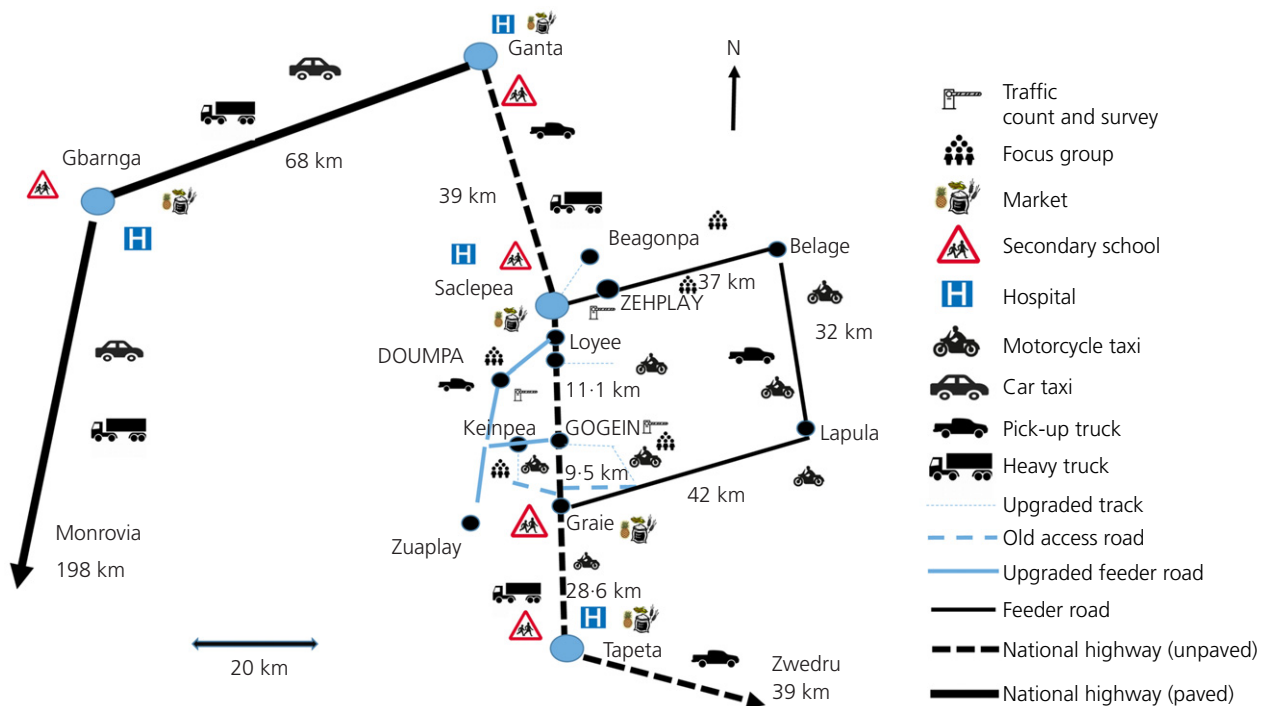 Ganta
N
Gbarnga
68 km
39 km
Beagonpa
Belage
Saclepea
ZEHPLAY
37 km
32 km
DOUMPA
Loyee
11·1 km
Keinpea
GOGEIN
Lapula
9·5 km
42 km
Graie
Zuaplay
Monrovia
198 km
28·6 km
20 km
Tapeta
Zwedru
39 km
Traffic
count and survey
Focus group
Market
Secondary school
H Hospital
Motorcycle taxi
Car taxi
Pick-up truck
Heavy truck
Upgraded track
Old access road
Upgraded feeder road
Feeder road
National highway (unpaved)
National highway (paved)
H
H
H
H